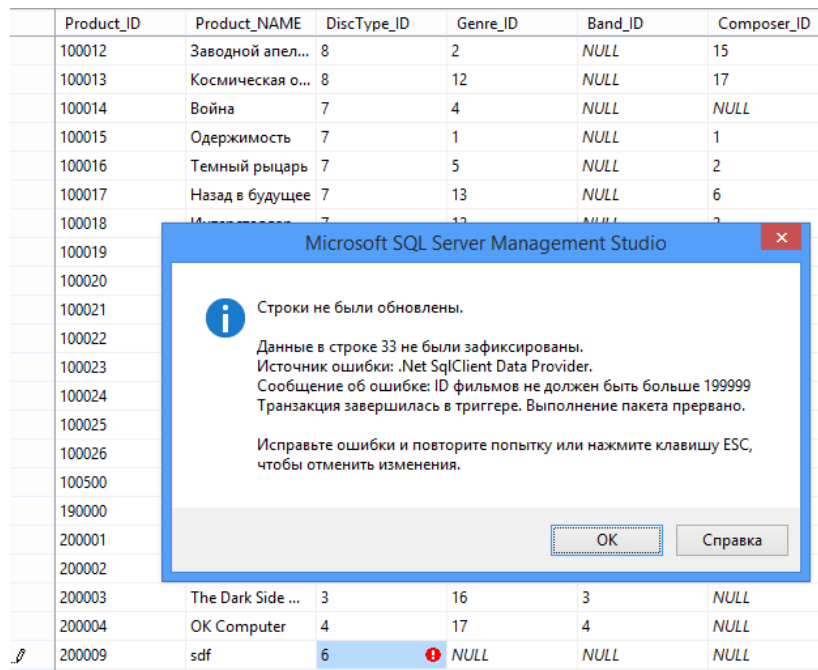 Product_ID Product_NAME DiscType_ID Genre_ID Band_ID Composer_ID
100012 Заводной апел... 8 2 NULL 15
100013 Космическая о... 8 12 NULL 17
100014 Война 7 4 NULL NULL
100015 Одержимость 7 1 NULL 1
100016 Темный рыцарь 7 5 NULL 2
100017 Назад в будущее 7 13 NULL 6
100018
100019
100020
100021
100022
100023
100024
100025
100026
100500
190000
200001
200002
Microsoft SQL Server Management Studio
Строки не были обновлены.
Данные в строке 33 не были зафиксированы.
Источник ошибки: .Net SqlClient Data Provider.
Сообщение об ошибке: ID фильмов не должен быть больше 199999
Транзакция завершилась в триггере. Выполнение пакета прервано.
Исправьте ошибки и повторите попытку или нажмите клавишу ESC,
чтобы отменить изменения.
OK Справка
200003 The Dark Side ... 3 16 3 NULL
200004 OK Computer 4 17 4 NULL
200009 sdf 6 NULL NULL NULL